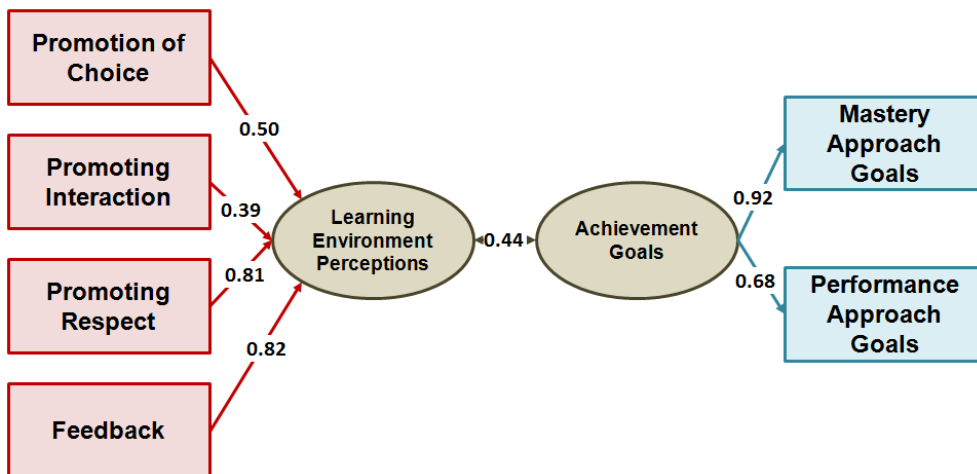 Promotion of
Choice
0.50
Promoting
Interaction
0.39
Promoting
Respect
0.81
Feedback
0.82
Learning
Environment
Perceptions
0.44
Achievement
Goals
0.92
Mastery
Approach
Goals
0.68
Performance
Approach
Goals